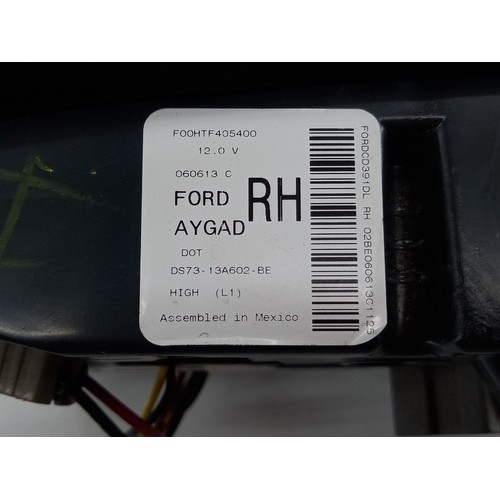 F00HTF405400
12.0 V
060613 C
FORD RH
AYGAD
DOT
DS73-13A602-BE
HIGH (L1)
Assembled in Mexico
FORDCD391DL RH 02BE060613C1125